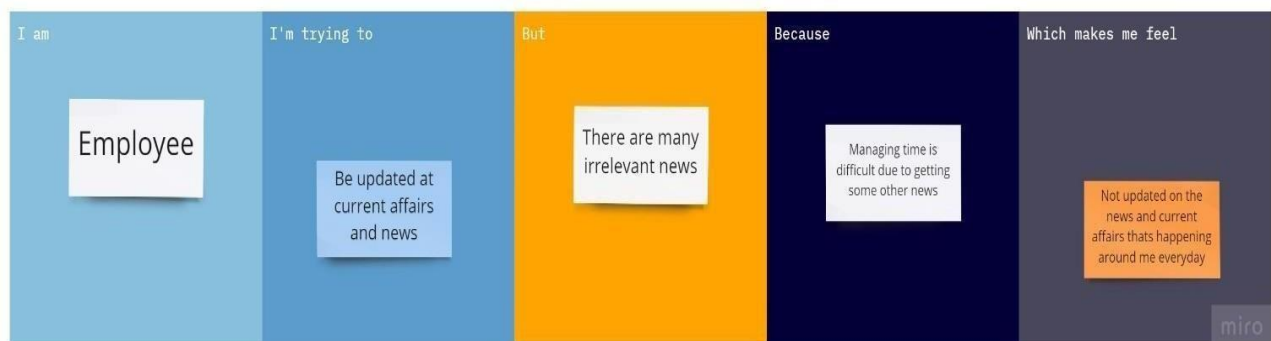 I am
Employee
I'm trying to
Be updated at
current affairs
and news
But
There are many
irrelevant news
Because
Managing time is
difficult due to getting
some other news
Which makes me feel
Not updated on the
news and current
affairs thats happening
around me everyday
miro